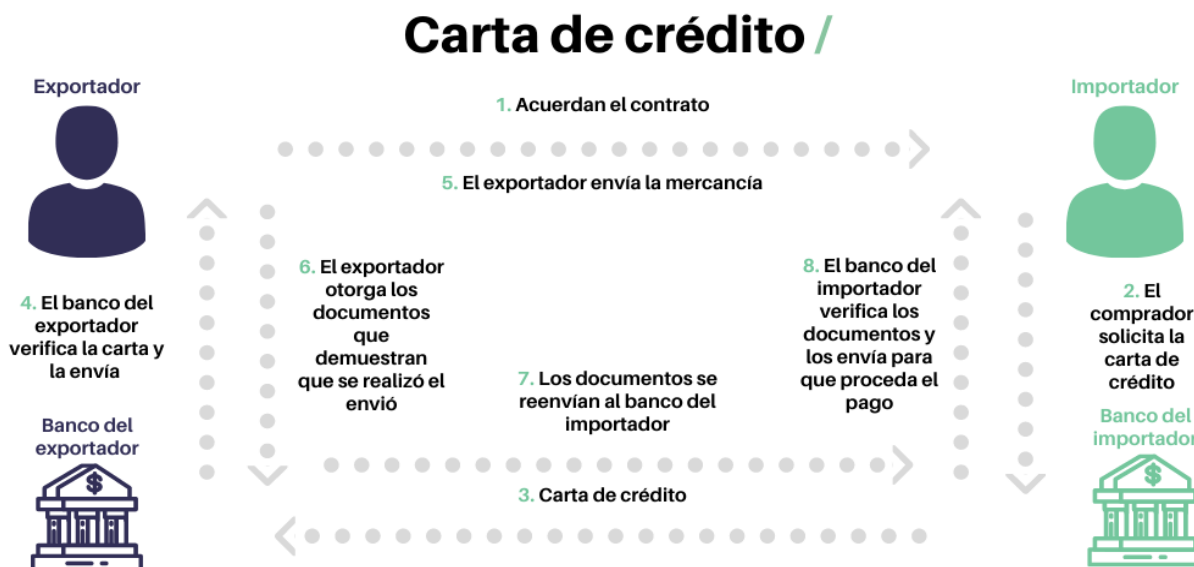 Carta de crédito /
Exportador
Importador
1. Acuerdan el contrato
5. El exportador envía la mercancía
6. El exportador
otorga los
documentos
que
demuestran
que se realizó el
envió
8. El banco del
importador
verifica los
documentos y
los envía para
que proceda el
pago
4. El banco del
exportador
verifica la carta y
la envía
2. El
comprador
solicita la
carta de
crédito
7. Los documentos se
reenvían al banco del
importador
Banco del
exportador
Banco del
importador
3. Carta de crédito
$
$